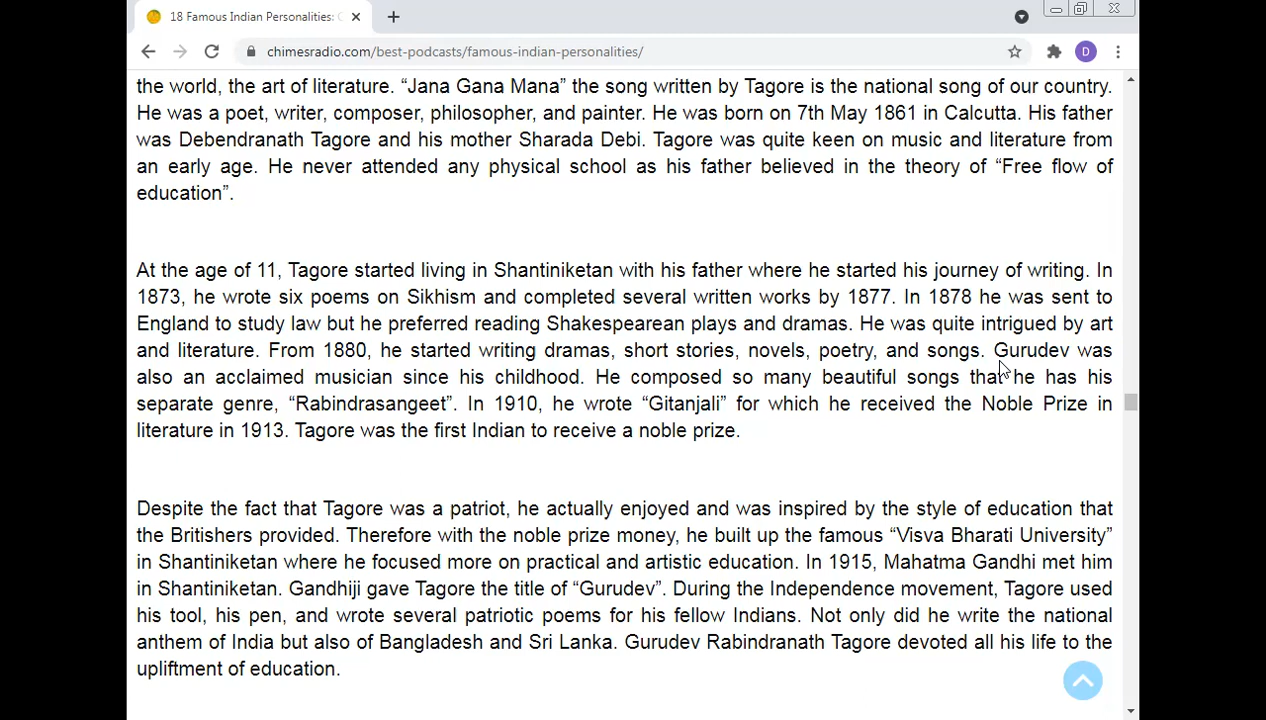 18 Famous Indian Personalities:
chimesradio.com/best-podcasts/famous-indian-personalities/
D
the world, the art of literature. “Jana Gana Mana” the song written by Tagore is the national song of our country.
He was a poet, writer, composer, philosopher, and painter. He was born on 7th May 1861 in Calcutta. His father
was Debendranath Tagore and his mother Sharada Debi. Tagore was quite keen on music and literature from
an early age. He never attended any physical school as his father believed in the theory of “Free flow of
education”.
At the age of 11, Tagore started living in Shantiniketan with his father where he started his journey of writing. In
1873, he wrote six poems on Sikhism and completed several written works by 1877. In 1878 he was sent to
England to study law but he preferred reading Shakespearean plays and dramas. He was quite intrigued by art
and literature. From 1880, he started writing dramas, short stories, novels, poetry, and songs. Gurudev was
also an acclaimed musician since his childhood. He composed so many beautiful songs that he has his
separate genre, “Rabindrasangeet”. In 1910, he wrote “Gitanjali” for which he received the Noble Prize in
literature in 1913. Tagore was the first Indian to receive a noble prize.
Despite the fact that Tagore was a patriot, he actually enjoyed and was inspired by the style of education that
the Britishers provided. Therefore with the noble prize money, he built up the famous “Visva Bharati University”
in Shantiniketan where he focused more on practical and artistic education. In 1915, Mahatma Gandhi met him
in Shantiniketan. Gandhiji gave Tagore the title of “Gurudev”. During the Independence movement, Tagore used
his tool, his pen, and wrote several patriotic poems for his fellow Indians. Not only did he write the national
anthem of India but also of Bangladesh and Sri Lanka. Gurudev Rabindranath Tagore devoted all his life to the
upliftment of education.